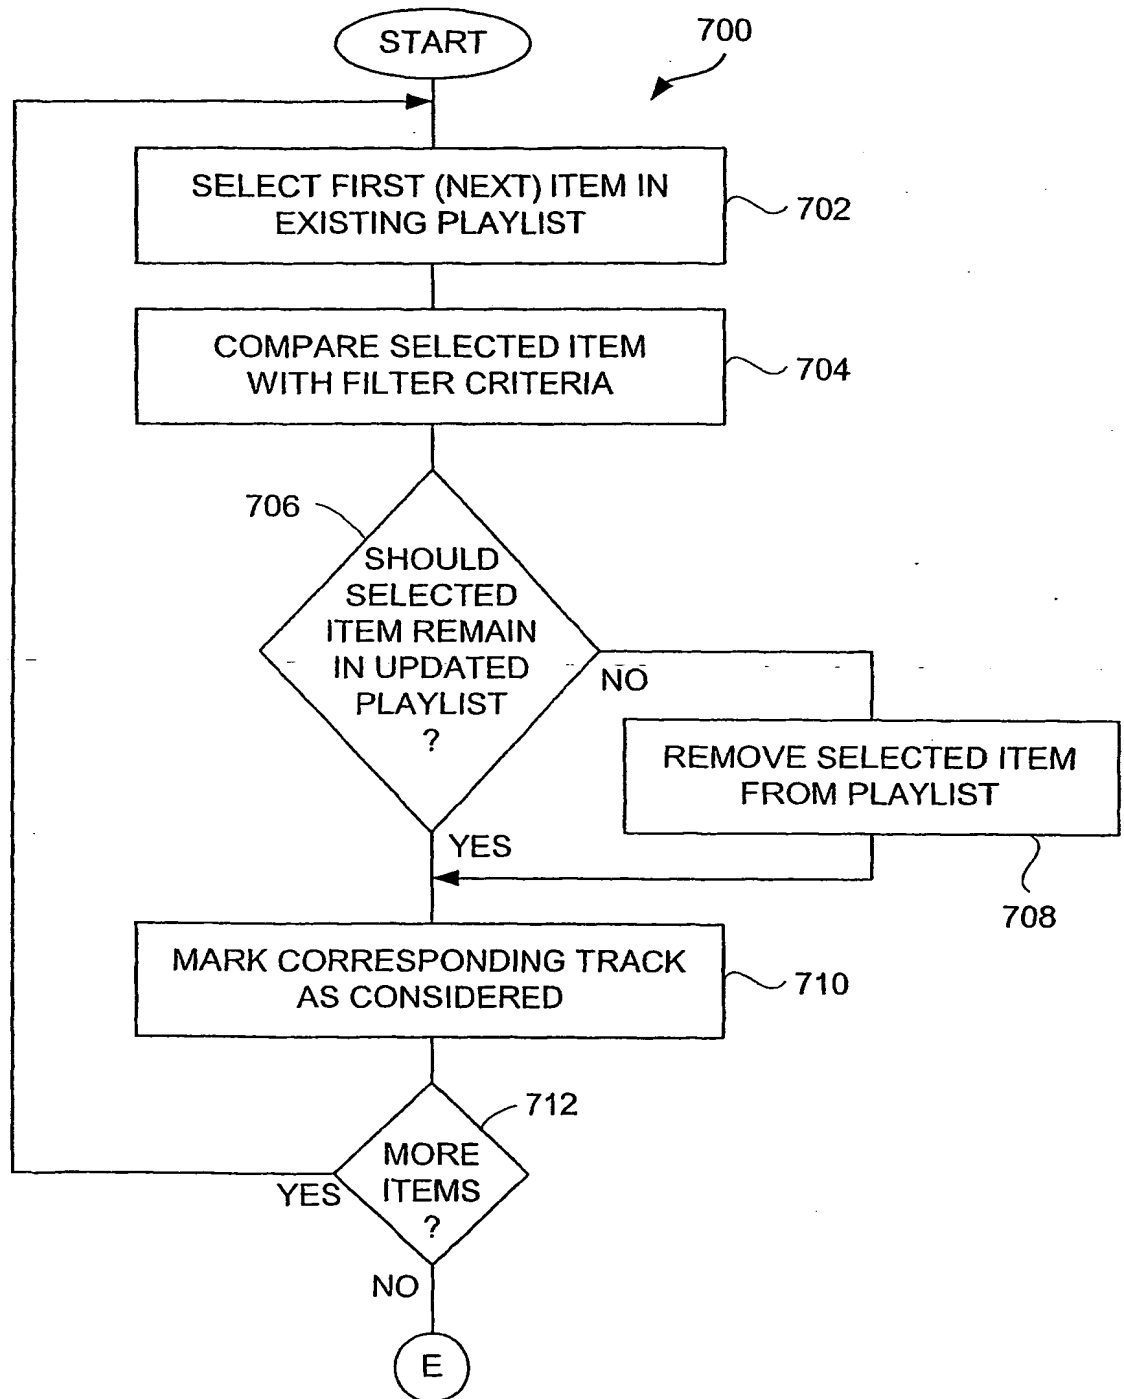 START
700
SELECT FIRST (NEXT) ITEM IN
EXISTING PLAYLIST
702
COMPARE SELECTED ITEM
WITH FILTER CRITERIA
704
706
SHOULD
SELECTED
ITEM REMAIN
IN UPDATED
PLAYLIST
?
NO
REMOVE SELECTED ITEM
FROM PLAYLIST
708
YES
MARK CORRESPONDING TRACK
AS CONSIDERED
710
712
MORE
ITEMS
?
YES
NO
E